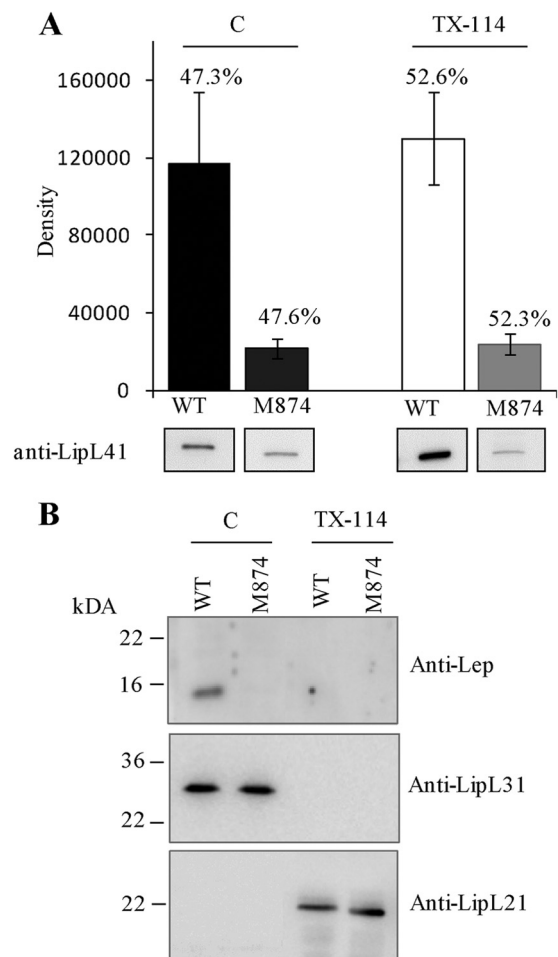 A
C TX-114
160000
120000
80000
40000
0
Density
47.3%
47.6%
52.6%
52.3%
WT M874 WT M874
anti-LipL41
B
C TX-114
WT M874 WT M874
kDA
22
16
Anti-Lep
36
22
Anti-LipL31
22
Anti-LipL21